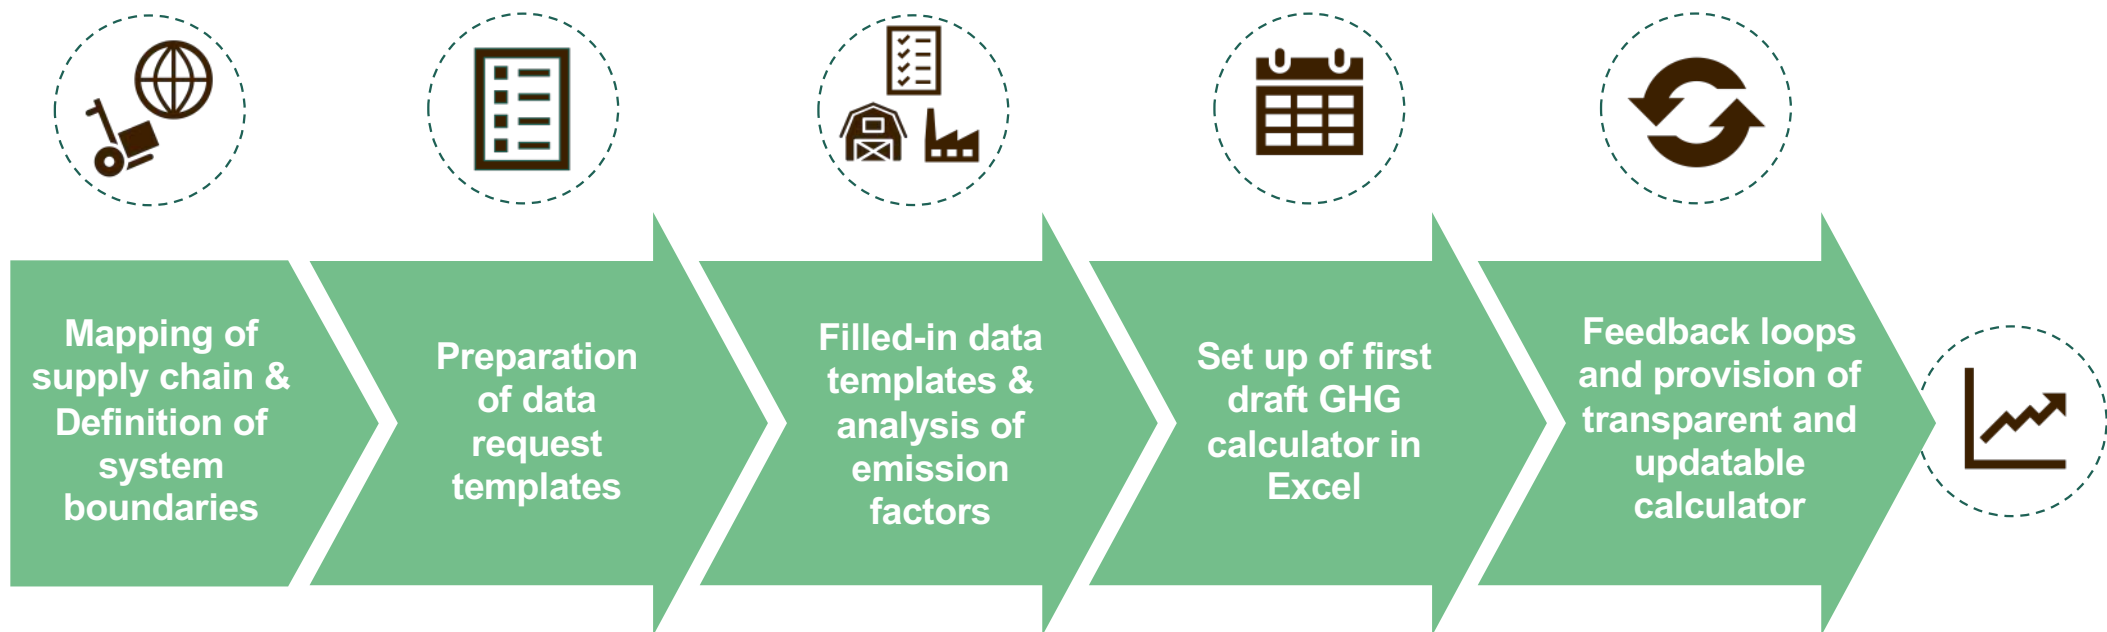 Mapping of
supply chain &
Definition of
system
boundaries
Preparation
of data
request
templates
Filled-in data
templates &
analysis of
emission
factors
Set up of first
draft GHG
calculator in
Excel
Feedback loops
and provision of
transparent and
updatable
calculator